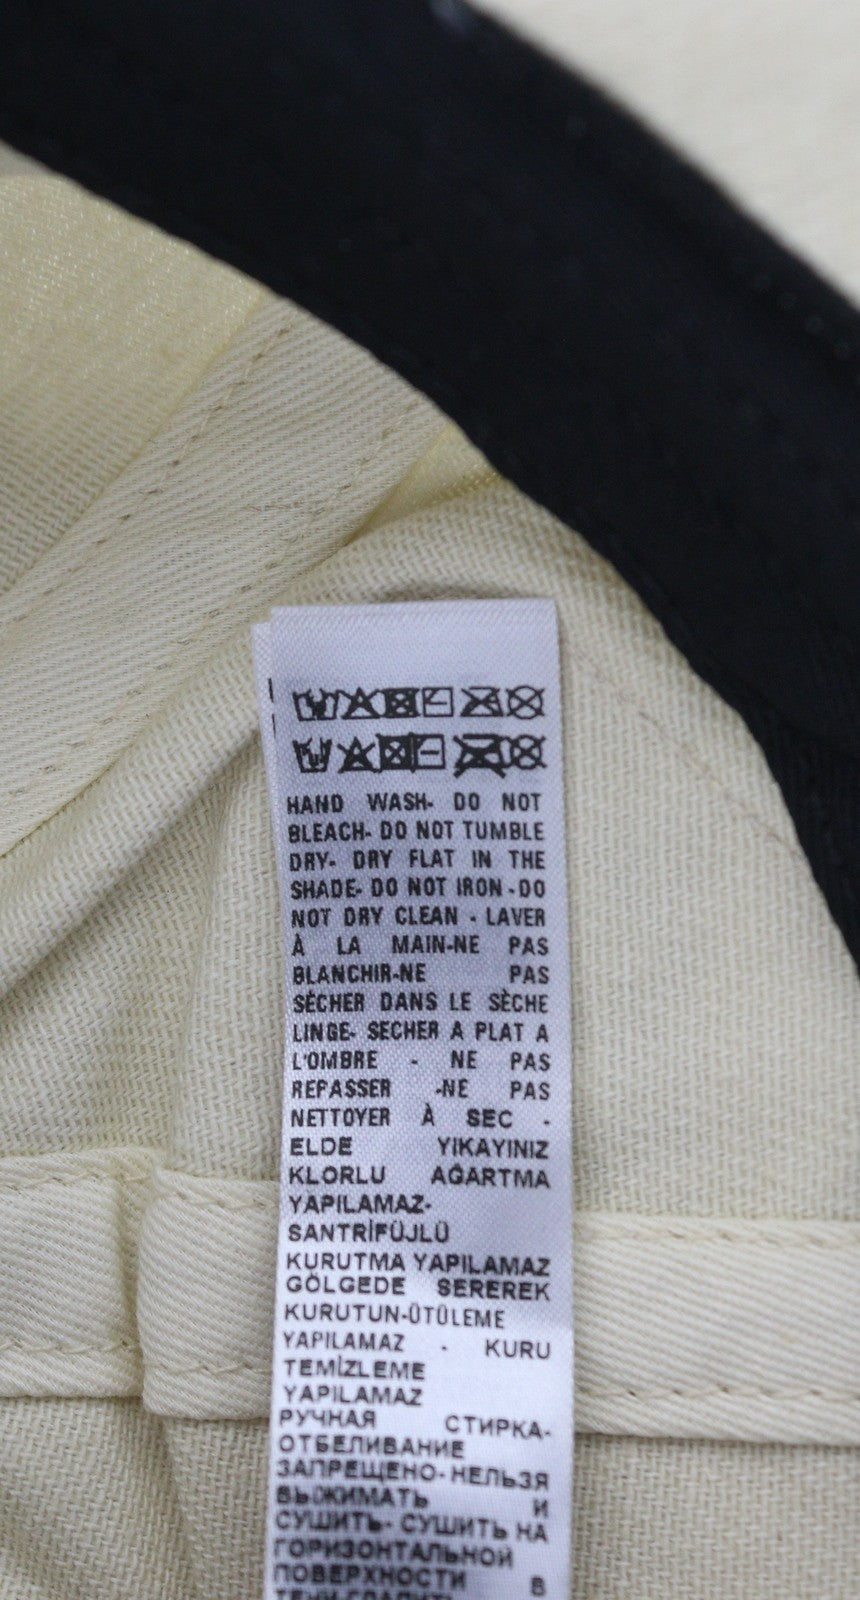 HAND WASH- DO NOT
BLEACH- DO NOT TUMBLE
DRY- DRY FLAT IN THE
SHADE- DO NOT IRON -DO
NOT DRY CLEAN - LAVER
À LA MAIN-NE PAS
BLANCHIR-NE PAS
SÉCHER DANS LE SÈCHE
LINGE- SECHER A PLAT A
L'OMBRE - NE PAS
REPASSER -NE PAS
NETTOYER À SEC -
ELDE YIKAYINIZ
KLORLU AĞARTMA
YAPILAMAZ-
SANTRİFÜJLÜ
KURUTMA YAPILAMAZ
GÖLGEDE SEREREK
KURUTUN-ÜTÜLEME
YAPILAMAZ - KURU
TEMİZLEME
YAPILAMAZ
РУЧНАЯ СТИРКА-
ОТБЕЛИВАНИЕ
ЗАПРЕЩЕНО- НЕЛЬЗЯ
ВЫЖИМАТЬ И
СУШИТЬ- СУШИТЬ НА
ГОРИЗОНТАЛЬНОЙ
ПОВЕРХНОСТИ В